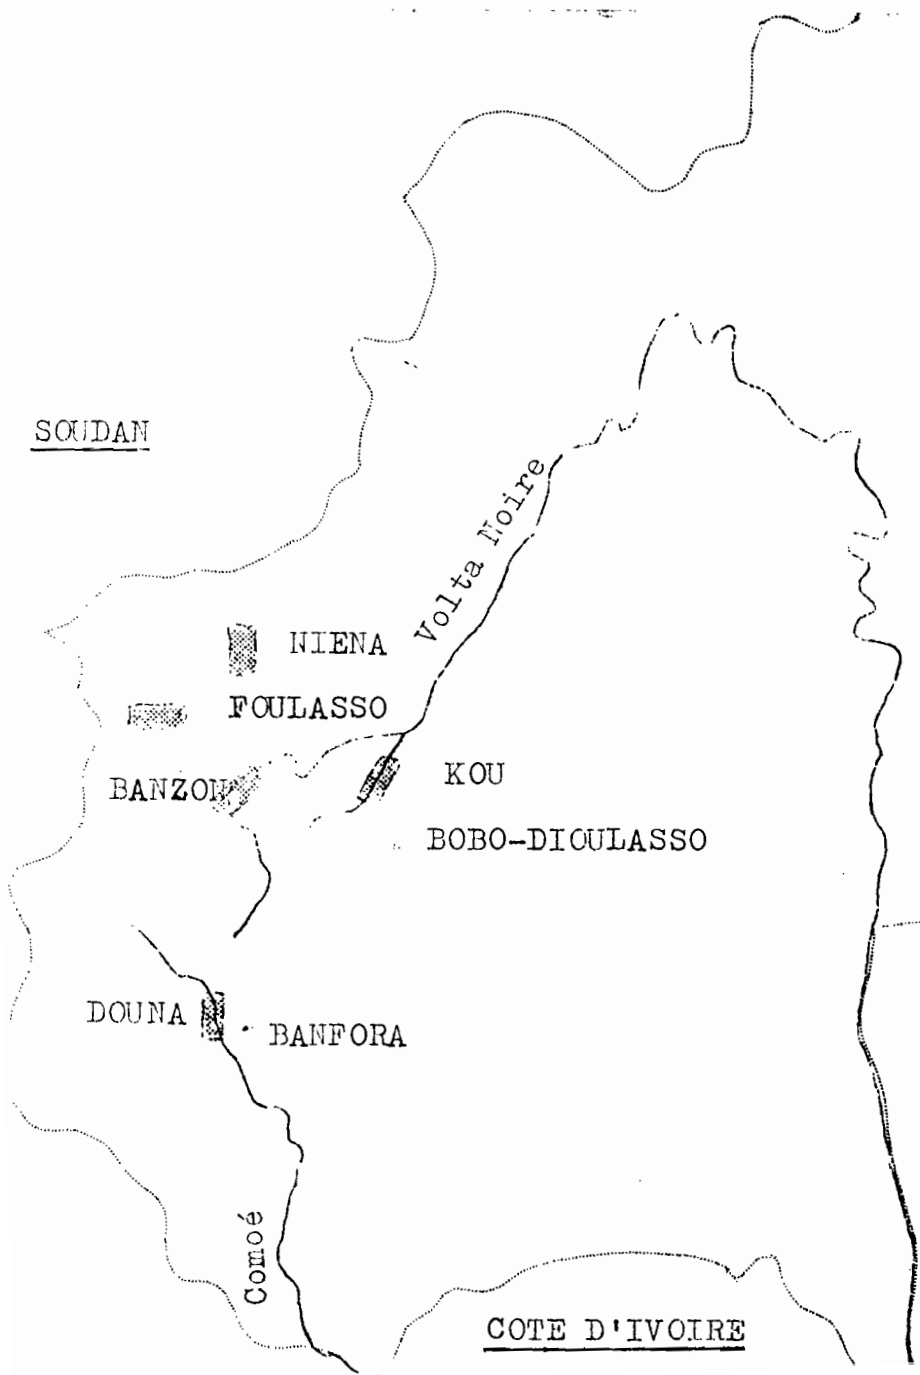 SOUDAN
Volta Noire
NIENA
FOULASSO
KOU
BANZON
BOBO-DIOULASSO
DOUNA
BANFORA
Comoé
COTE D'IVOIRE